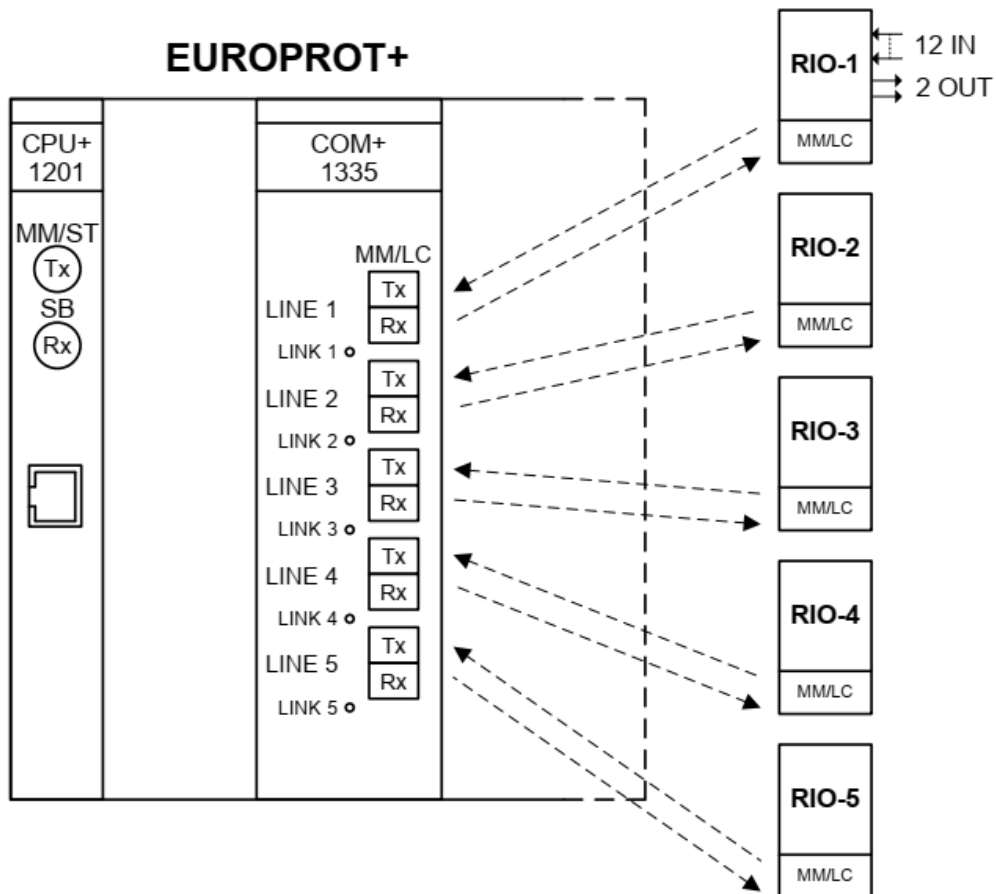 EUROPROT+
CPU+
1201
MM/ST
Tx
SB
Rx
COM+
1335
MM/LC
LINE 1
Tx
Rx
LINK 1
LINE 2
Tx
Rx
LINK 2
LINE 3
Tx
Rx
LINK 3
LINE 4
Tx
Rx
LINK 4
LINE 5
Tx
Rx
LINK 5
RIO-1
12 IN
2 OUT
MM/LC
RIO-2
MM/LC
RIO-3
MM/LC
RIO-4
MM/LC
RIO-5
MM/LC